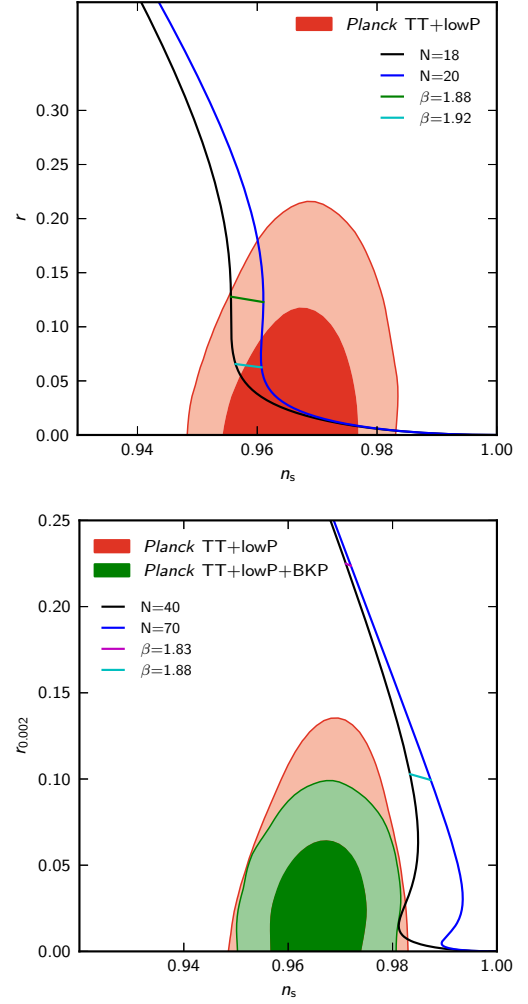 Planck TT+lowP
N=18
N=20
β=1.88
β=1.92
0.30
0.25
0.20
0.15
0.10
0.05
0.00
r
0.94 0.96 0.98 1.00
nₛ
0.25
Planck TT+lowP
Planck TT+lowP+BKP
N=40
N=70
β=1.83
β=1.88
0.20
0.15
0.10
0.05
0.00
r₀.₀₀₂
0.94 0.96 0.98 1.00
nₛ